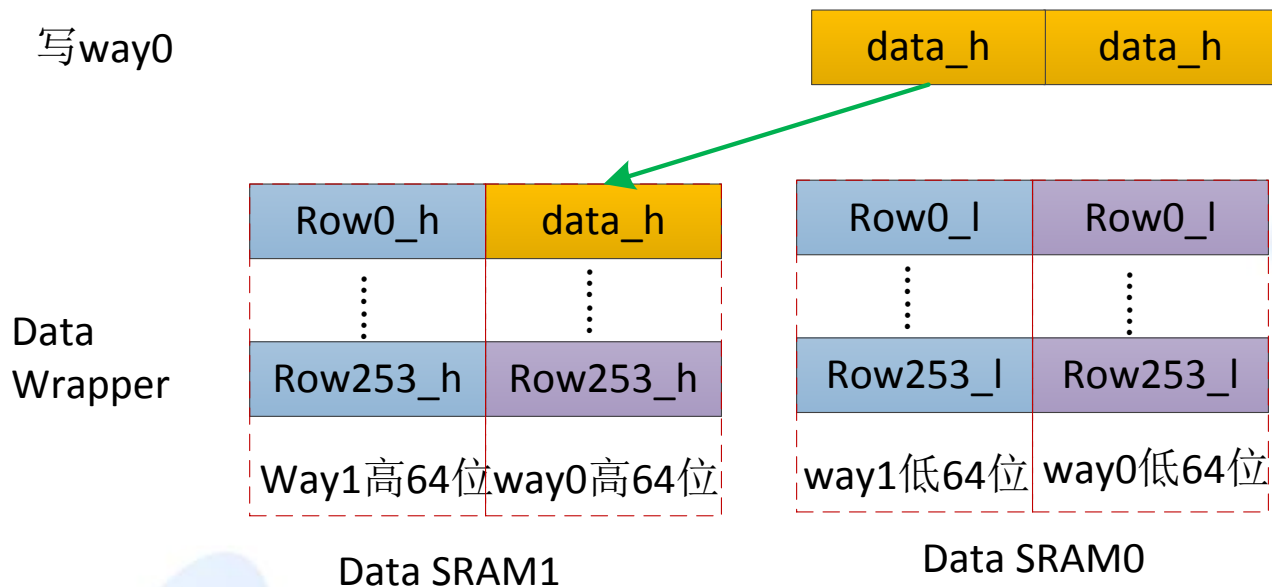 写way0
data_h data_h
Row0_h data_h Row0_l Row0_l
Data
Wrapper
Row253_h Row253_h Row253_l Row253_l
Way1高64位 way0高64位 way1低64位 way0低64位
Data SRAM1 Data SRAM0